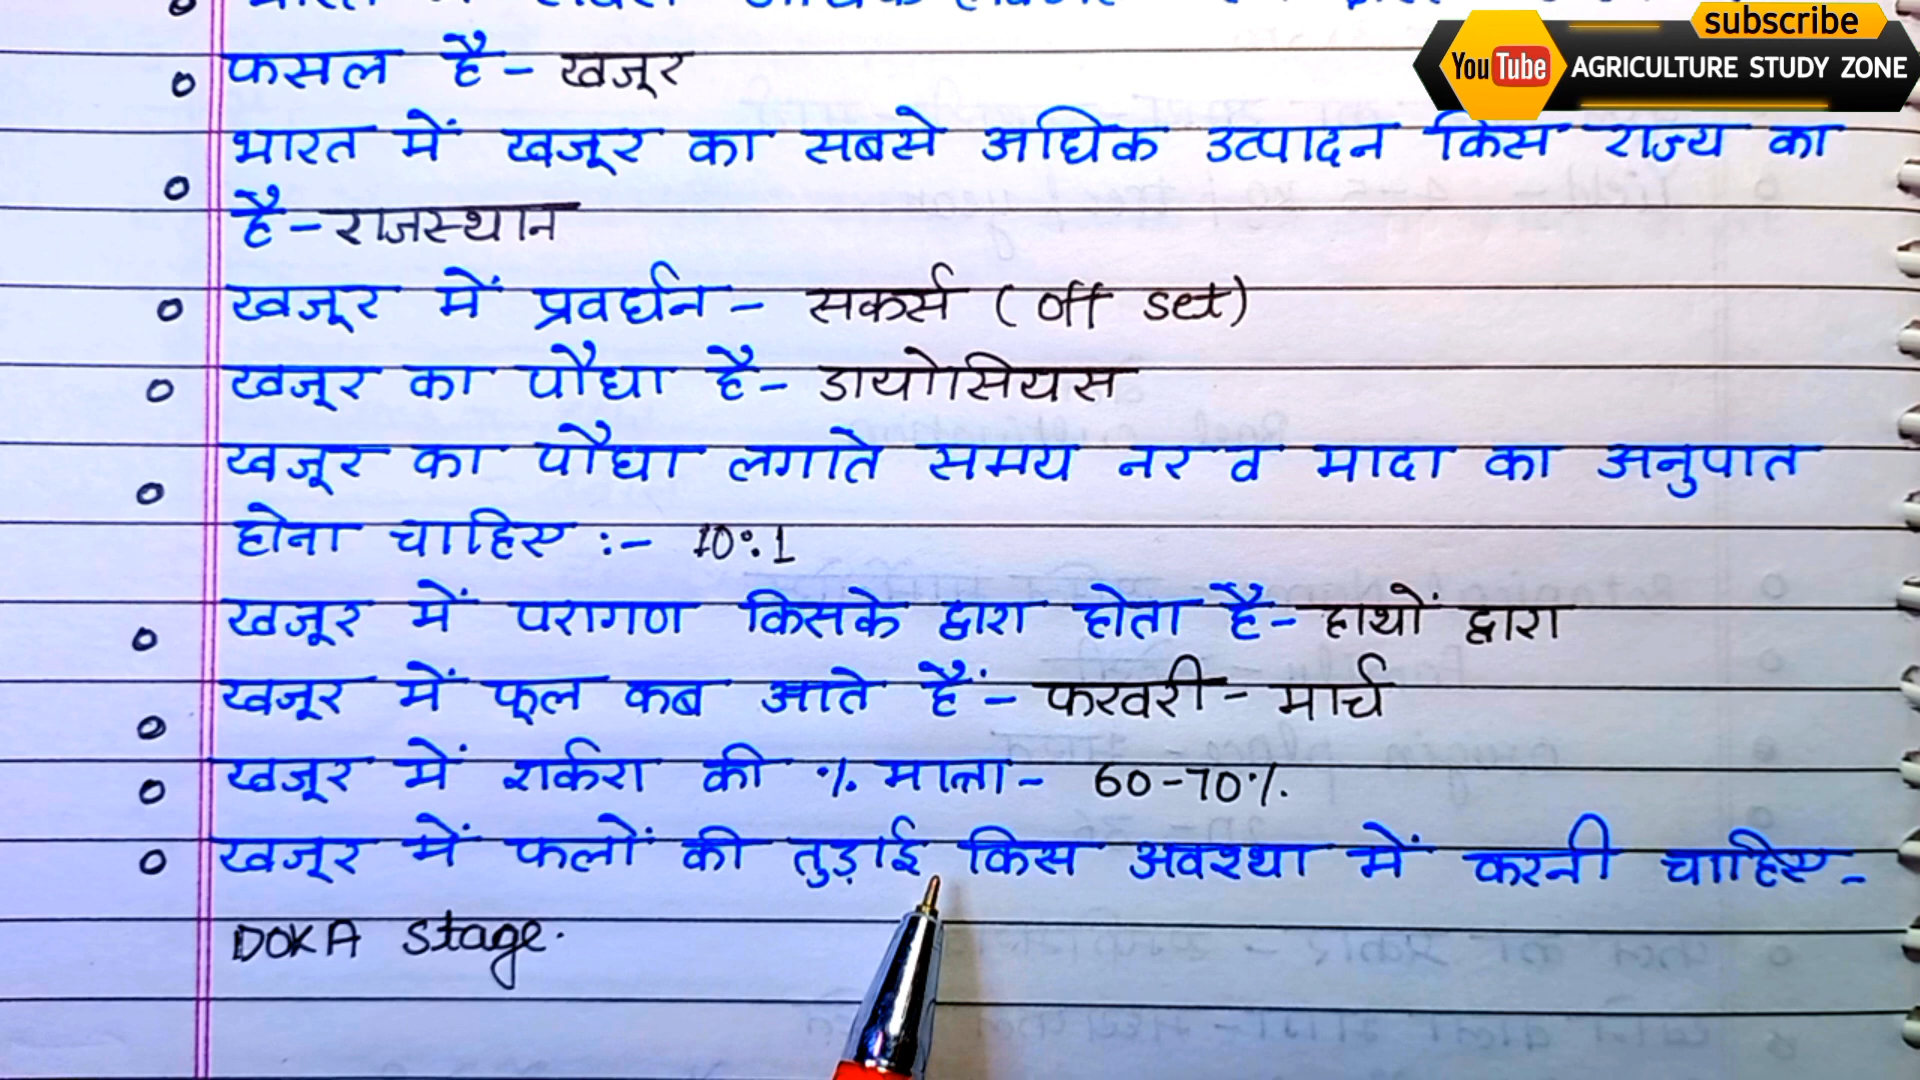 subscribe
YouTube AGRICULTURE STUDY ZONE
फसल है- खजूर
भारत में खजूर का सबसे अधिक उत्पादन किस राज्य का
है-राजस्थान
खजूर में प्रवर्धन- सकर्स (off set)
खजूर का पौधा है- डायोसियस
खजूर का पौधा लगाते समय नर व मादा का अनुपात
होना चाहिए :- 10:1
खजूर में परागण किसके द्वारा होता है- हाथों द्वारा
खजूर में फूल कब आते हैं- फरवरी - मार्च
खजूर में शर्करा की % मात्रा- 60-70%
खजूर में फलों की तुड़ाई किस अवस्था में करनी चाहिए-
DOKA stage.